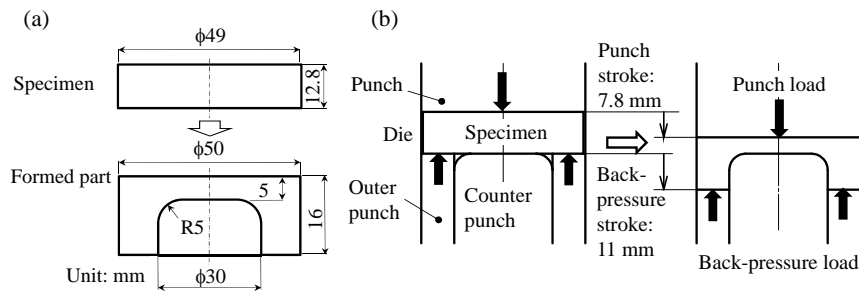 (a)
ϕ49
Specimen
12.8
ϕ50
Formed part
5
R5
16
Unit: mm
ϕ30
(b)
Punch
Punch
stroke:
7.8 mm
Punch load
Die
Specimen
Outer
punch
Counter
punch
Back-
pressure
stroke:
11 mm
Back-pressure load